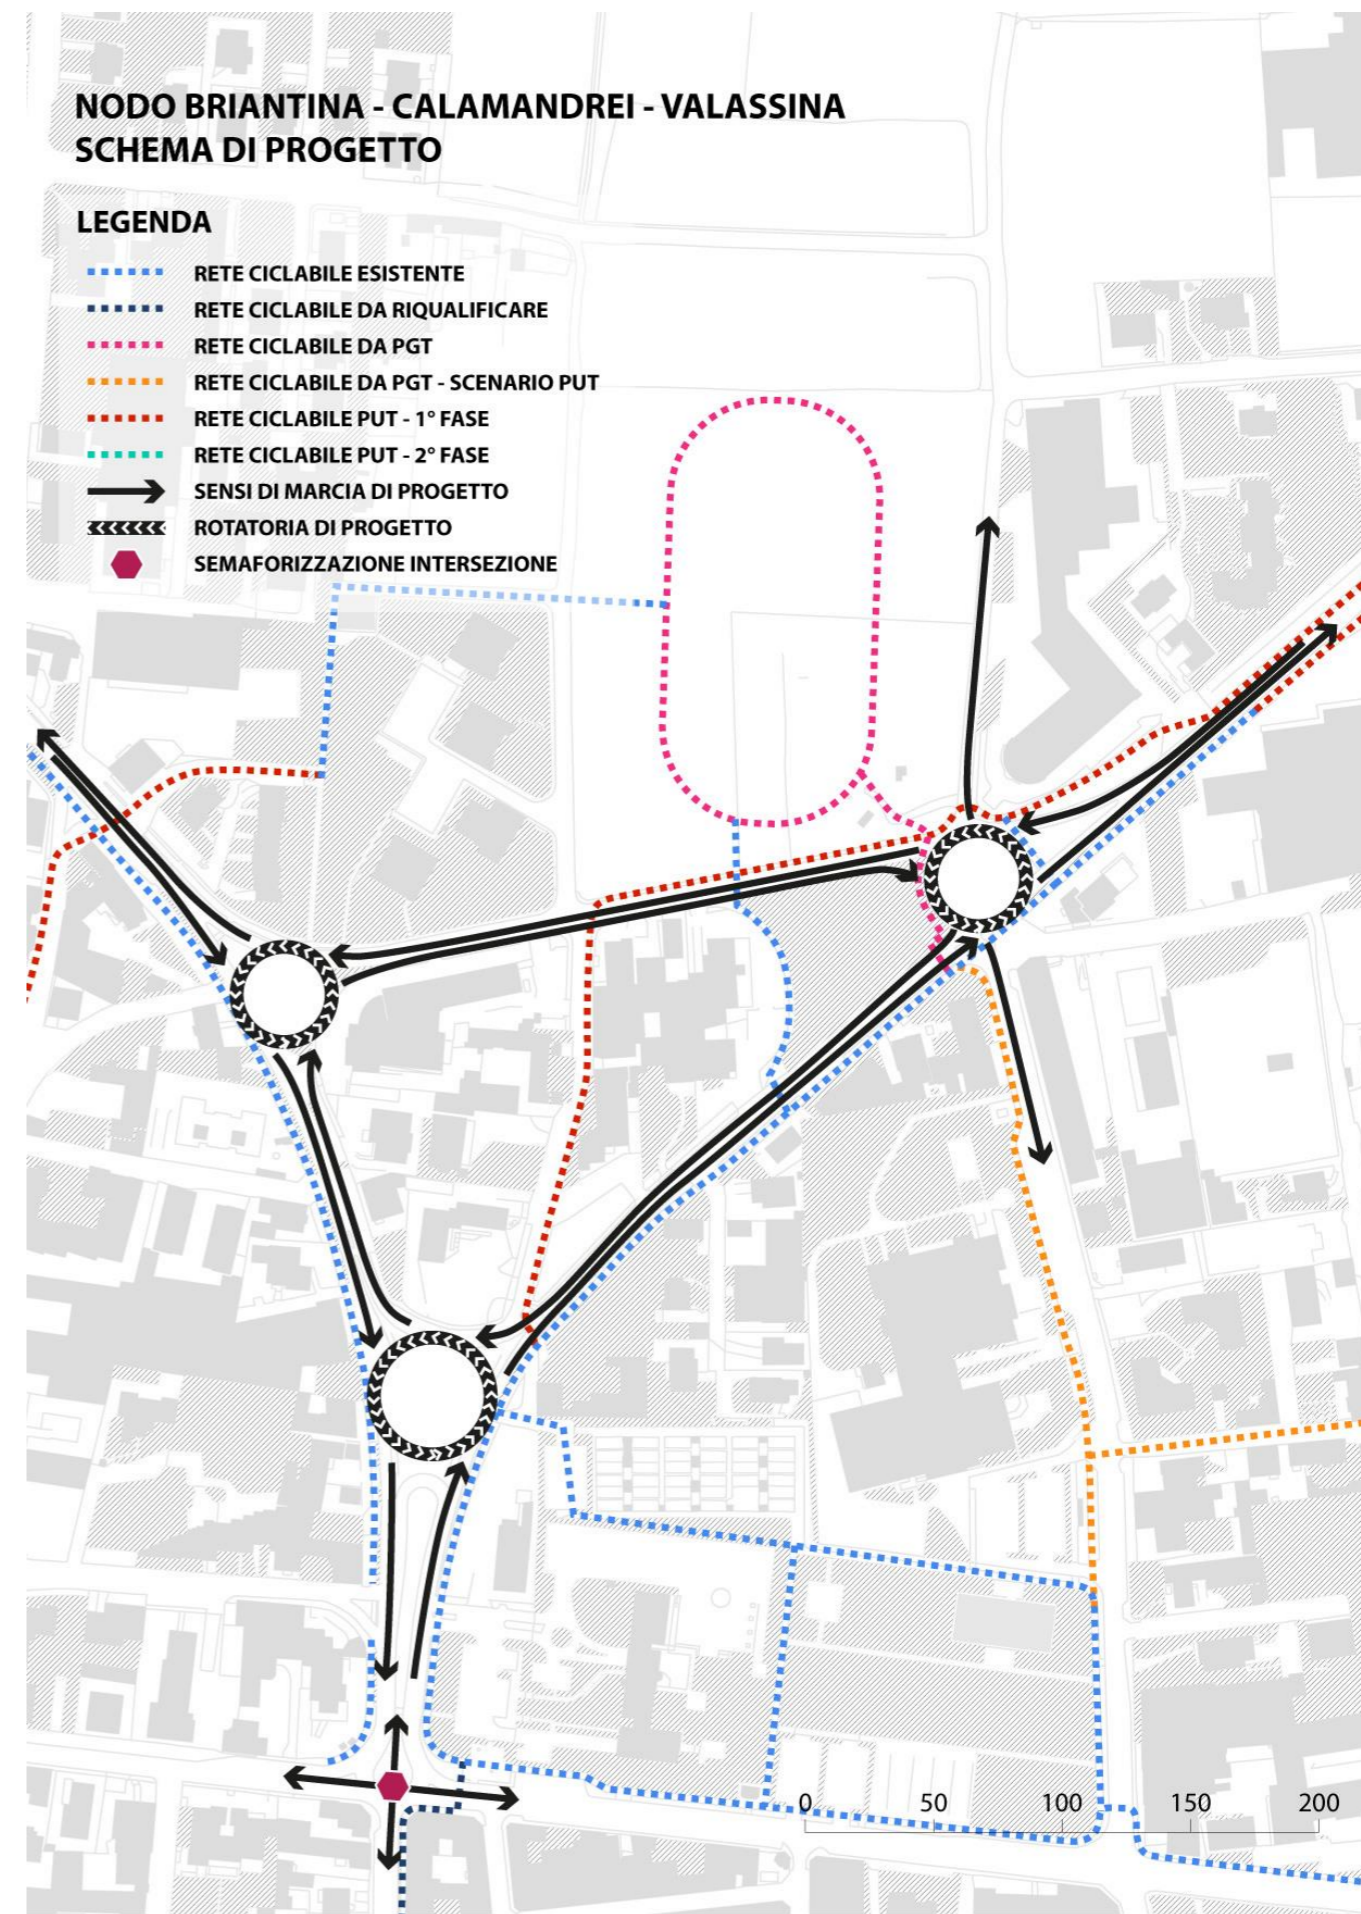 NODO BRIANTINA - CALAMANDREI - VALASSINA
SCHEMA DI PROGETTO
LEGENDA
RETE CICLABILE ESISTENTE
RETE CICLABILE DA RIQUALIFICARE
RETE CICLABILE DA PGT
RETE CICLABILE DA PGT - SCENARIO PUT
RETE CICLABILE PUT - 1° FASE
RETE CICLABILE PUT - 2° FASE
SENSI DI MARCIA DI PROGETTO
ROTATORIA DI PROGETTO
SEMAFORIZZAZIONE INTERSEZIONE
0 50 100 150 200